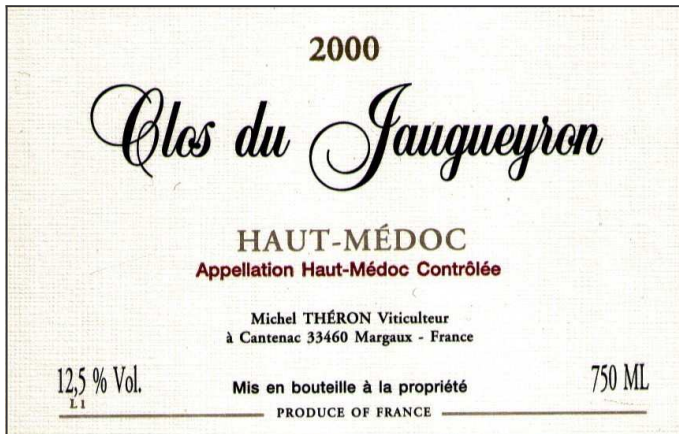 2000
Clos du Jaugueyron
HAUT-MÉDOC
Appellation Haut-Médoc Contrôlée
Michel THÉRON Viticulteur
à Cantenac 33460 Margaux - France
12,5 % Vol.
L1
Mis en bouteille à la propriété
750 ML
PRODUCE OF FRANCE